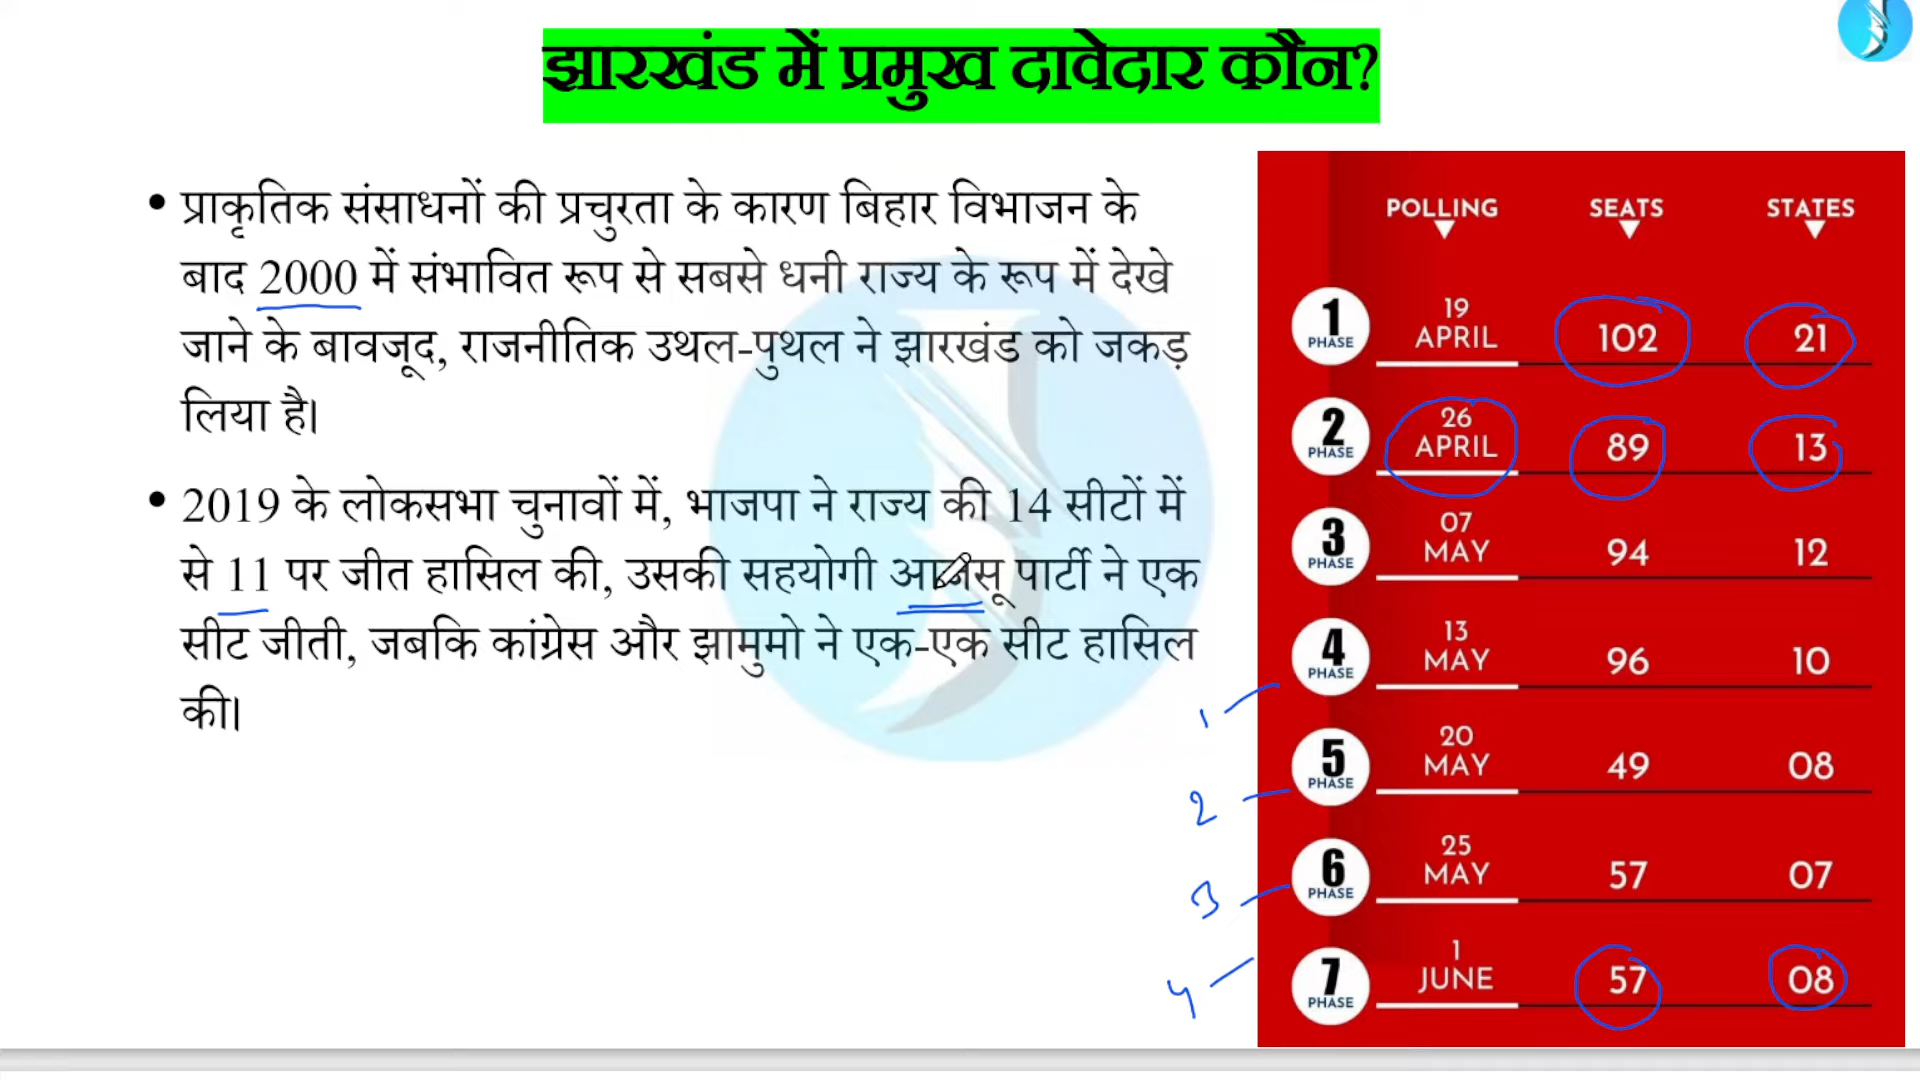 झारखंड में प्रमुख दावेदार कौन?
• प्राकृतिक संसाधनों की प्रचुरता के कारण बिहार विभाजन के
बाद 2000 में संभावित रूप से सबसे धनी राज्य के रूप में देखे
जाने के बावजूद, राजनीतिक उथल-पुथल ने झारखंड को जकड़
लिया है।
• 2019 के लोकसभा चुनावों में, भाजपा ने राज्य की 14 सीटों में
से 11 पर जीत हासिल की, उसकी सहयोगी आजसू पार्टी ने एक
सीट जीती, जबकि कांग्रेस और झामुमो ने एक-एक सीट हासिल
की।
POLLING SEATS STATES
1 PHASE 19 APRIL 102 21
2 PHASE 26 APRIL 89 13
3 PHASE 07 MAY 94 12
4 PHASE 13 MAY 96 10
1
5 PHASE 20 MAY 49 08
2
6 PHASE 25 MAY 57 07
3
7 PHASE 1 JUNE 57 08
4